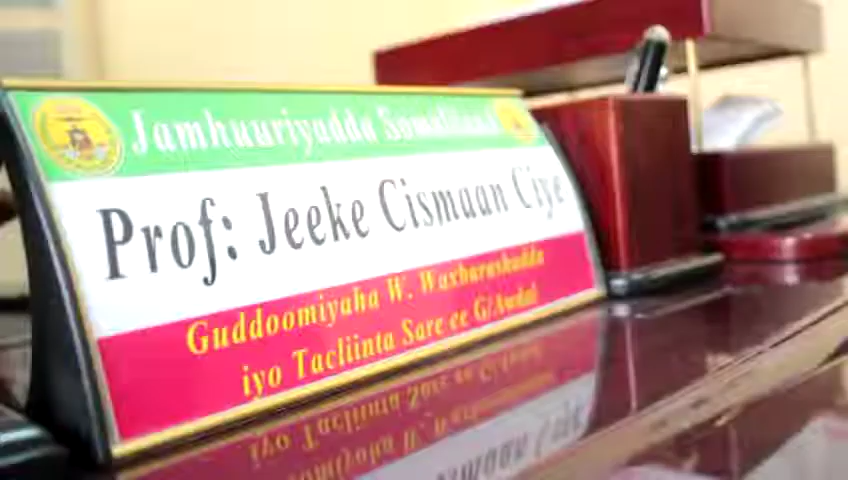 Jamhuuriyadda Somaliland
Prof: Jeeke Cismaan Ciye
Guddoomiyaha W. Waxbarashadda
iyo Tacliinta Sare ee G/Awdal